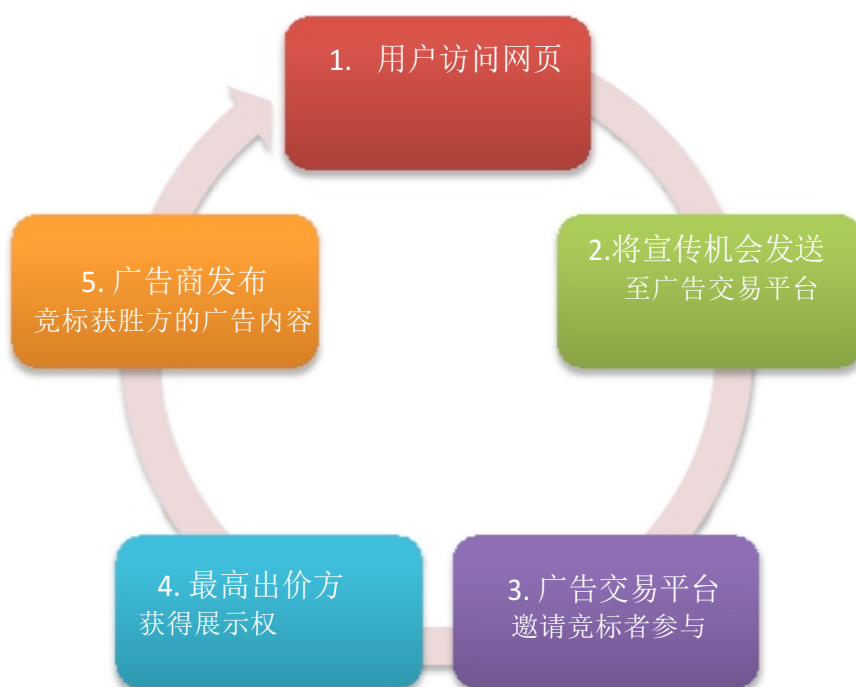 1. 用户访问网页
2.将宣传机会发送
至广告交易平台
3. 广告交易平台
邀请竞标者参与
4. 最高出价方
获得展示权
5. 广告商发布
竞标获胜方的广告内容